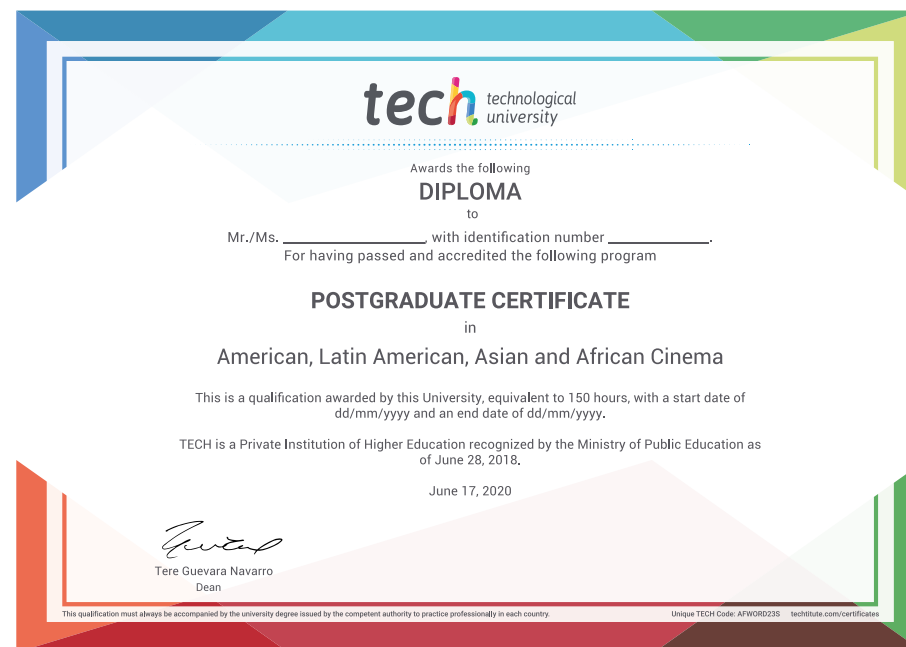 tech technological
university
Awards the following
DIPLOMA
to
Mr./Ms. ____________________, with identification number ______________.
For having passed and accredited the following program
POSTGRADUATE CERTIFICATE
in
American, Latin American, Asian and African Cinema
This is a qualification awarded by this University, equivalent to 150 hours, with a start date of
dd/mm/yyyy and an end date of dd/mm/yyyy.
TECH is a Private Institution of Higher Education recognized by the Ministry of Public Education as
of June 28, 2018.
June 17, 2020
Tere Guevara Navarro
Dean
This qualification must always be accompanied by the university degree issued by the competent authority to practice professionally in each country.
Unique TECH Code: AFWORD23S techtitute.com/certificates